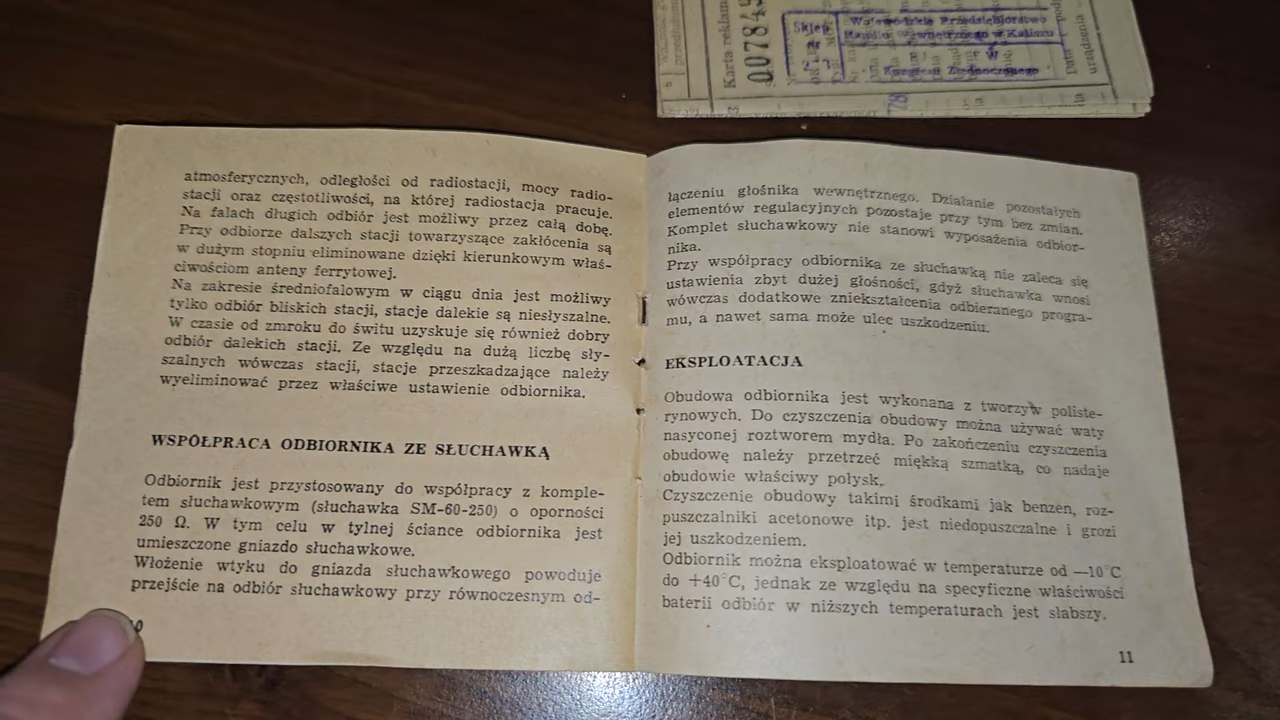 Karta reklam
007849
Sklep
nr
Wojewódzkie Przedsiębiorstwo
Handlu Wewnętrznego w Kaliszu
Data
urządzenia
atmosferycznych, odległości od radiostacji, mocy radio-
stacji oraz częstotliwości, na której radiostacja pracuje.
Na falach długich odbiór jest możliwy przez całą dobę.
Przy odbiorze dalszych stacji towarzyszące zakłócenia są
w dużym stopniu eliminowane dzięki kierunkowym właś-
ciwościom anteny ferrytowej.
Na zakresie średniofalowym w ciągu dnia jest możliwy
tylko odbiór bliskich stacji, stacje dalekie są niesłyszalne.
W czasie od zmroku do świtu uzyskuje się również dobry
odbiór dalekich stacji. Ze względu na dużą liczbę sły-
szalnych wówczas stacji, stacje przeszkadzające należy
wyeliminować przez właściwe ustawienie odbiornika.
WSPÓŁPRACA ODBIORNIKA ZE SŁUCHAWKĄ
Odbiornik jest przystosowany do współpracy z komple-
tem słuchawkowym (słuchawka SM-60-250) o oporności
250 Ω. W tym celu w tylnej ściance odbiornika jest
umieszczone gniazdo słuchawkowe.
Włożenie wtyku do gniazda słuchawkowego powoduje
przejście na odbiór słuchawkowy przy równoczesnym od-
łączeniu głośnika wewnętrznego. Działanie pozostałych
elementów regulacyjnych pozostaje przy tym bez zmian.
Komplet słuchawkowy nie stanowi wyposażenia odbior-
nika.
Przy współpracy odbiornika ze słuchawką nie zaleca się
ustawienia zbyt dużej głośności, gdyż słuchawka wnosi
wówczas dodatkowe zniekształcenia odbieranego progra-
mu, a nawet sama może ulec uszkodzeniu.
EKSPLOATACJA
Obudowa odbiornika jest wykonana z tworzyw poliste-
rynowych. Do czyszczenia obudowy można używać waty
nasyconej roztworem mydła. Po zakończeniu czyszczenia
obudowę należy przetrzeć miękką szmatką, co nadaje
obudowie właściwy połysk.
Czyszczenie obudowy takimi środkami jak benzen, roz-
puszczalniki acetonowe itp. jest niedopuszczalne i grozi
jej uszkodzeniem.
Odbiornik można eksploatować w temperaturze od —10°C
do +40°C, jednak ze względu na specyficzne właściwości
baterii odbiór w niższych temperaturach jest słabszy.
11